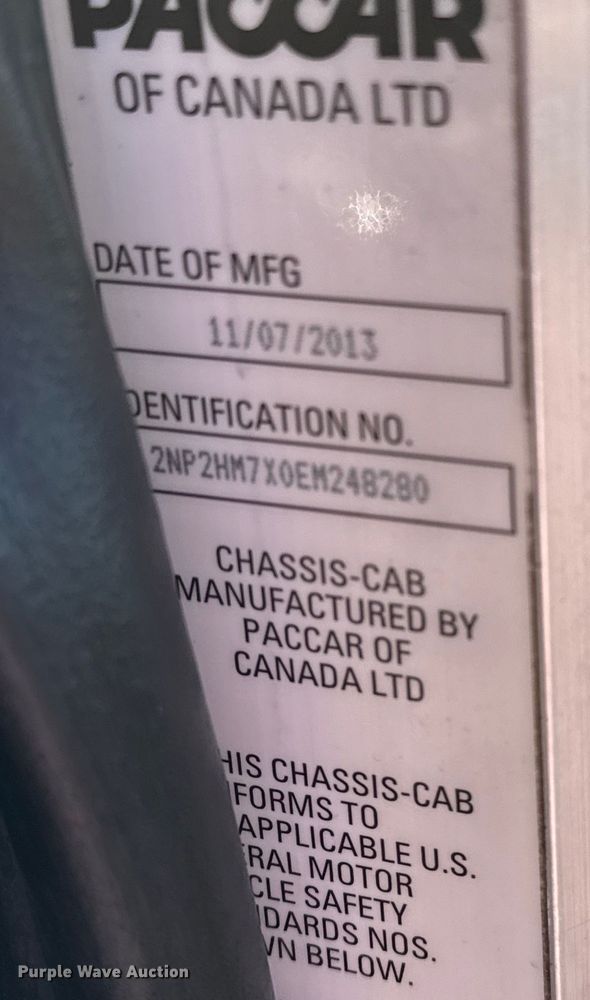 PACCAR
OF CANADA LTD
DATE OF MFG
11/07/2013
DENTIFICATION NO.
2NP2HM7X0EM248280
CHASSIS-CAB
MANUFACTURED BY
PACCAR OF
CANADA LTD
HIS CHASSIS-CAB
FORMS TO
APPLICABLE U.S.
ERAL MOTOR
CLE SAFETY
DARDS NOS.
WN BELOW.
Purple Wave Auction